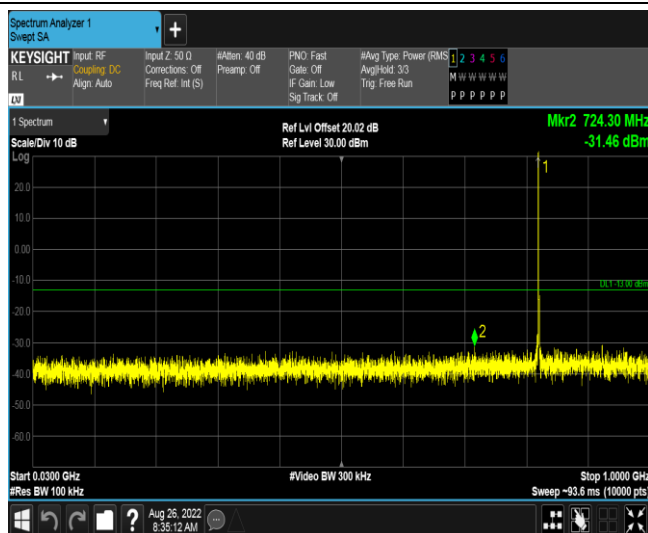 Spectrum Analyzer 1
Swept SA
KEYSIGHT
RL
LXI
Input: RF
Coupling: DC
Align: Auto
Input Z: 50 Ω
Corrections: Off
Freq Ref: Int (S)
#Atten: 40 dB
Preamp: Off
PNO: Fast
Gate: Off
IF Gain: Low
Sig Track: Off
#Avg Type: Power (RMS
Avg|Hold: 3/3
Trig: Free Run
1 2 3 4 5 6
M W W W W W
P P P P P P
1 Spectrum
Scale/Div 10 dB
Ref Lvl Offset 20.02 dB
Ref Level 30.00 dBm
Mkr2 724.30 MHz
-31.46 dBm
Log
1
20.0
10.0
0.00
-10.0
DL1 -13.00 dBm
-20.0
-30.0
2
-40.0
-50.0
-60.0
Start 0.0300 GHz
#Video BW 300 kHz
Stop 1.0000 GHz
#Res BW 100 kHz
Sweep ~93.6 ms (10000 pts)
?
Aug 26, 2022
8:35:12 AM